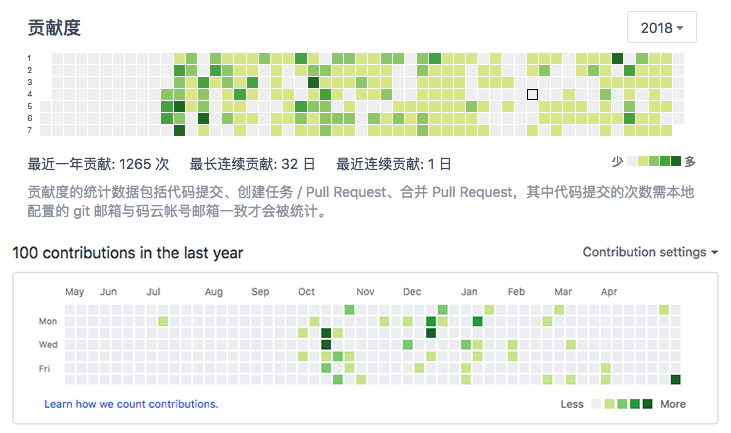 贡献度
2018
1
2
3
4
5
6
7
最近一年贡献: 1265 次 最长连续贡献: 32 日 最近连续贡献: 1 日
少 多
贡献度的统计数据包括代码提交、创建任务 / Pull Request、合并 Pull Request，其中代码提交的次数需本地
配置的 git 邮箱与码云帐号邮箱一致才会被统计。
100 contributions in the last year
Contribution settings
May Jun Jul Aug Sep Oct Nov Dec Jan Feb Mar Apr
Mon
Wed
Fri
Learn how we count contributions.
Less More